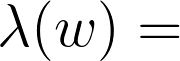 λ(w) =